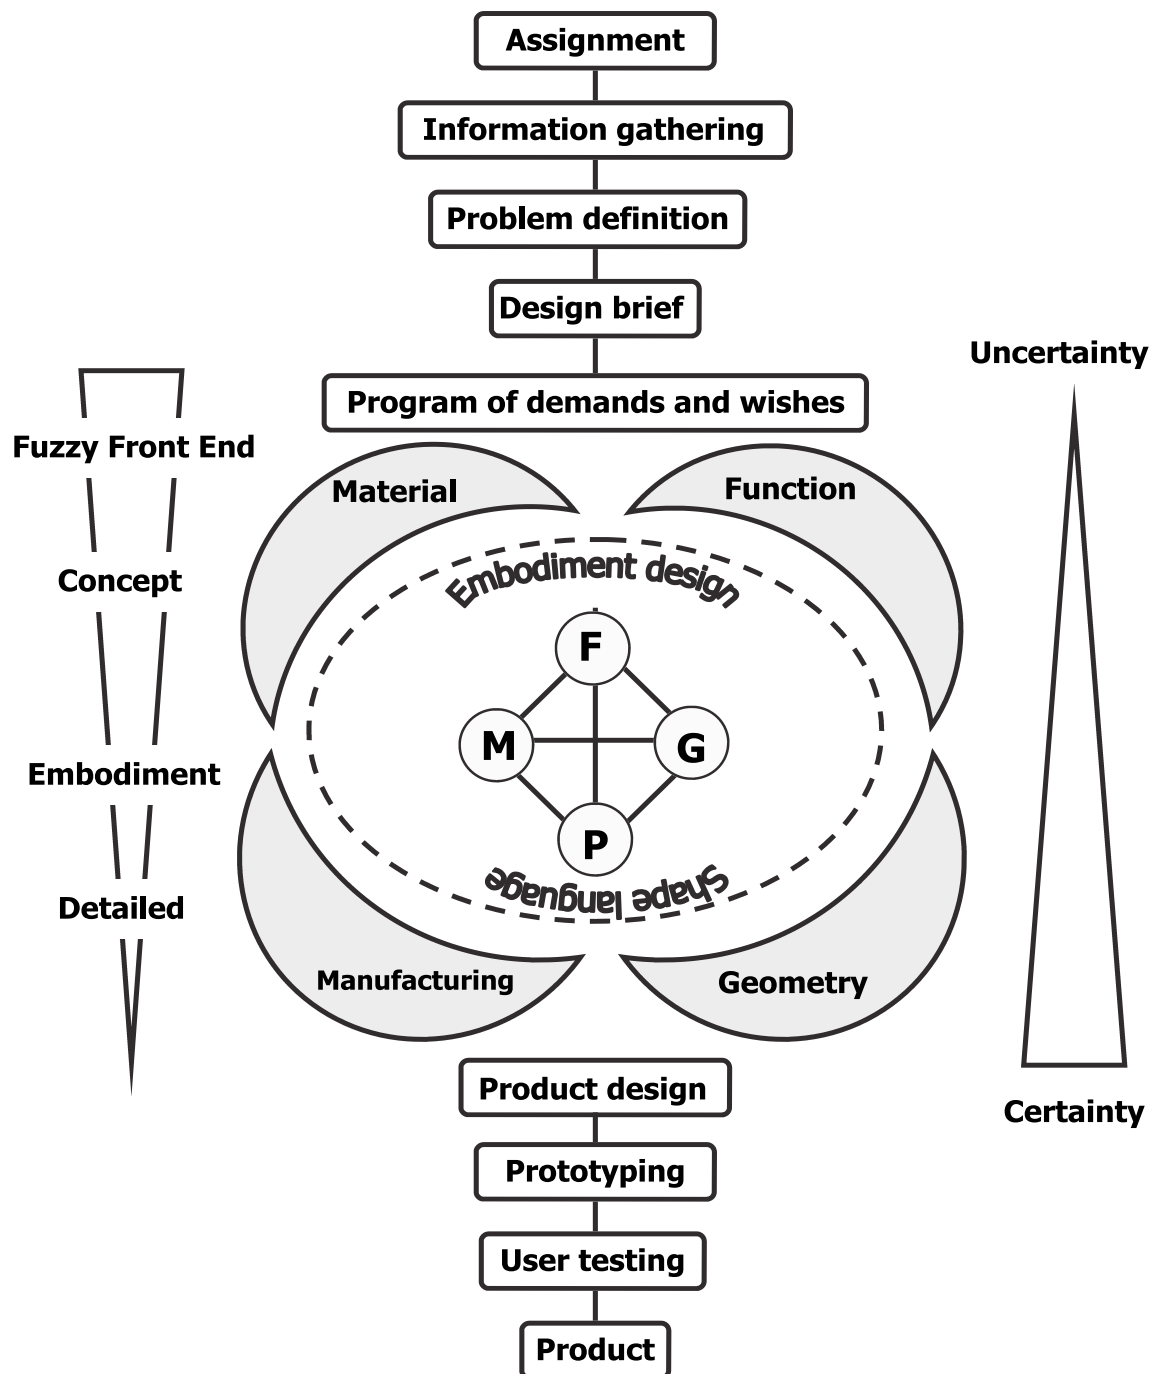 Assignment
Information gathering
Problem definition
Design brief
Uncertainty
Program of demands and wishes
Fuzzy Front End
Material
Function
Embodiment design
Concept
F
M
G
Embodiment
P
Shape language
Detailed
Manufacturing
Geometry
Product design
Certainty
Prototyping
User testing
Product